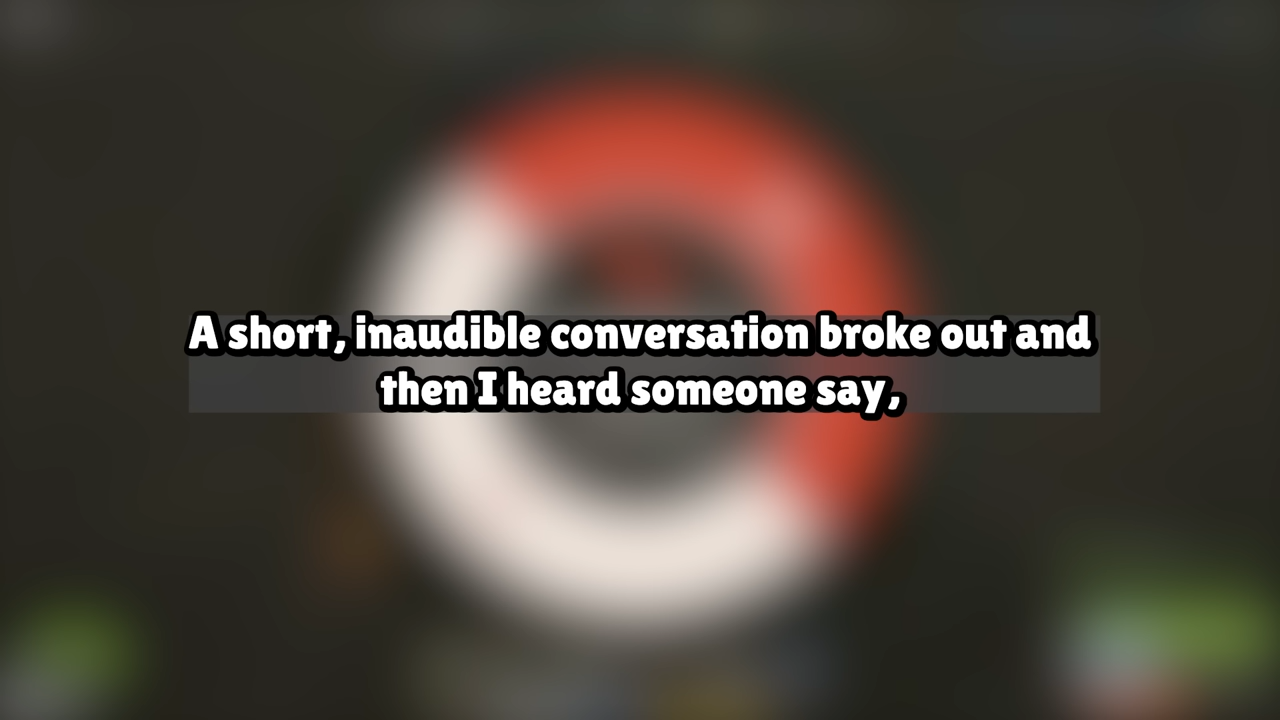 A short, inaudible conversation broke out and
then I heard someone say,